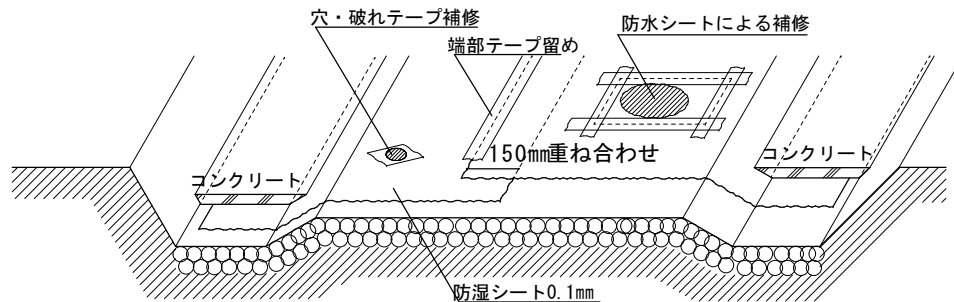 穴・破れテープ補修
防水シートによる補修
端部テープ留め
150mm重ね合わせ
コンクリート
コンクリート
防湿シート0.1mm